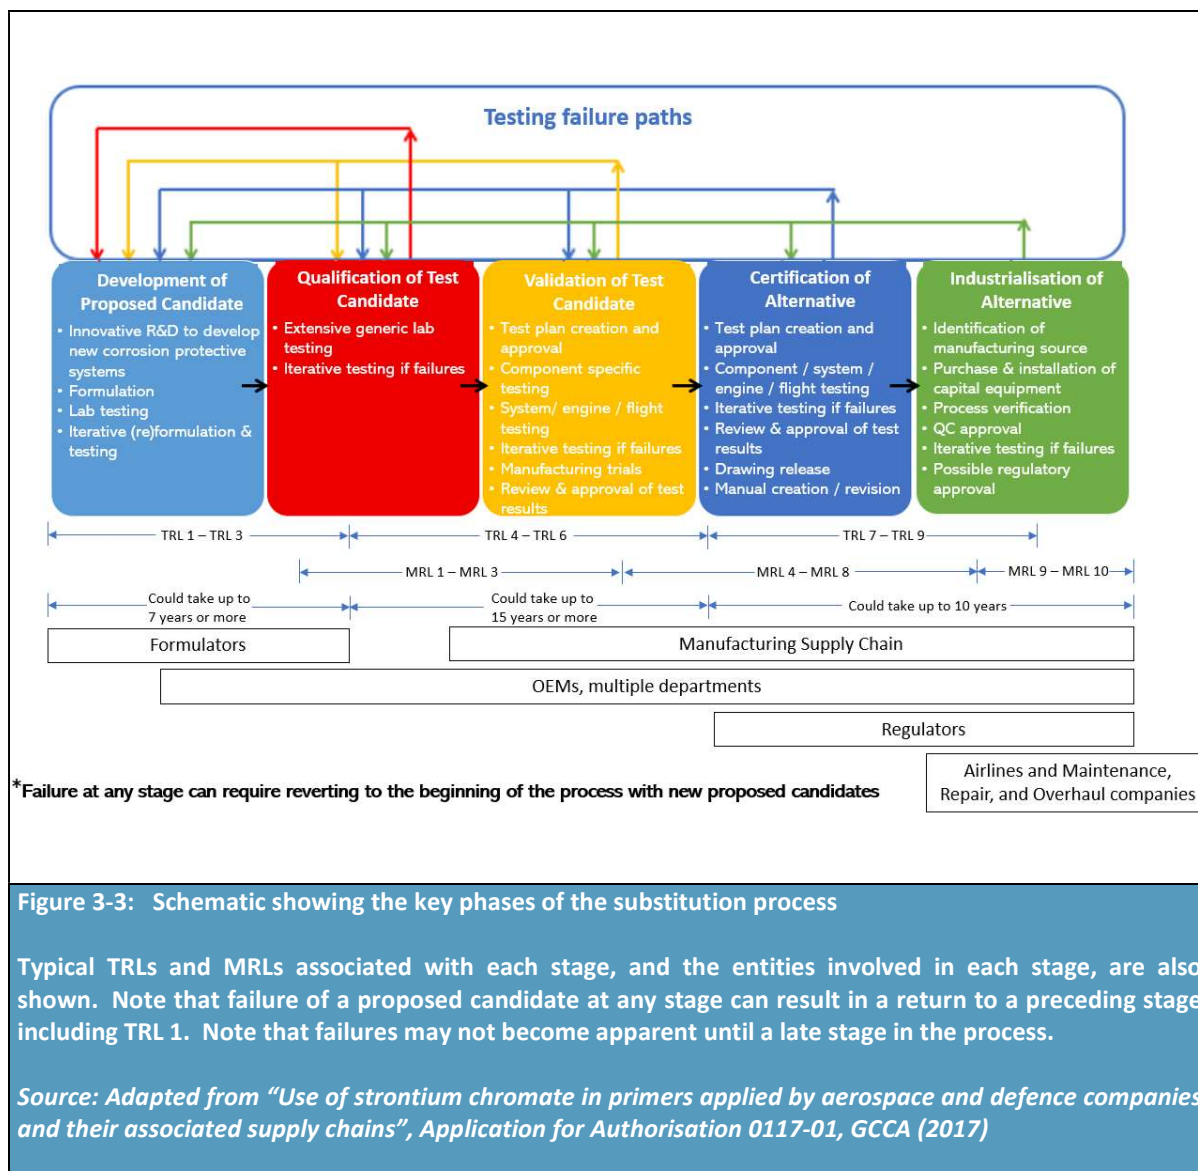 Testing failure paths
Development of
Proposed Candidate
• Innovative R&D to develop
new corrosion protective
systems
• Formulation
• Lab testing
• Iterative (re)formulation &
testing
Qualification of Test
Candidate
• Extensive generic lab
testing
• Iterative testing if failures
Validation of Test
Candidate
• Test plan creation and
approval
• Component specific
testing
• System/ engine / flight
testing
• Iterative testing if failures
• Manufacturing trials
• Review & approval of test
results
Certification of
Alternative
• Test plan creation and
approval
• Component / system /
engine / flight testing
• Iterative testing if failures
• Review & approval of test
results
• Drawing release
• Manual creation / revision
Industrialisation of
Alternative
• Identification of
manufacturing source
• Purchase & installation of
capital equipment
• Process verification
• QC approval
• Iterative testing if failures
• Possible regulatory
approval
TRL 1 – TRL 3
TRL 4 – TRL 6
TRL 7 – TRL 9
MRL 1 – MRL 3
MRL 4 – MRL 8
MRL 9 – MRL 10
Could take up to
7 years or more
Could take up to
15 years or more
Could take up to 10 years
Formulators
Manufacturing Supply Chain
OEMs, multiple departments
Regulators
Airlines and Maintenance,
Repair, and Overhaul companies
*Failure at any stage can require reverting to the beginning of the process with new proposed candidates
Figure 3-3: Schematic showing the key phases of the substitution process
Typical TRLs and MRLs associated with each stage, and the entities involved in each stage, are also
shown. Note that failure of a proposed candidate at any stage can result in a return to a preceding stage
including TRL 1. Note that failures may not become apparent until a late stage in the process.
Source: Adapted from “Use of strontium chromate in primers applied by aerospace and defence companies
and their associated supply chains”, Application for Authorisation 0117-01, GCCA (2017)